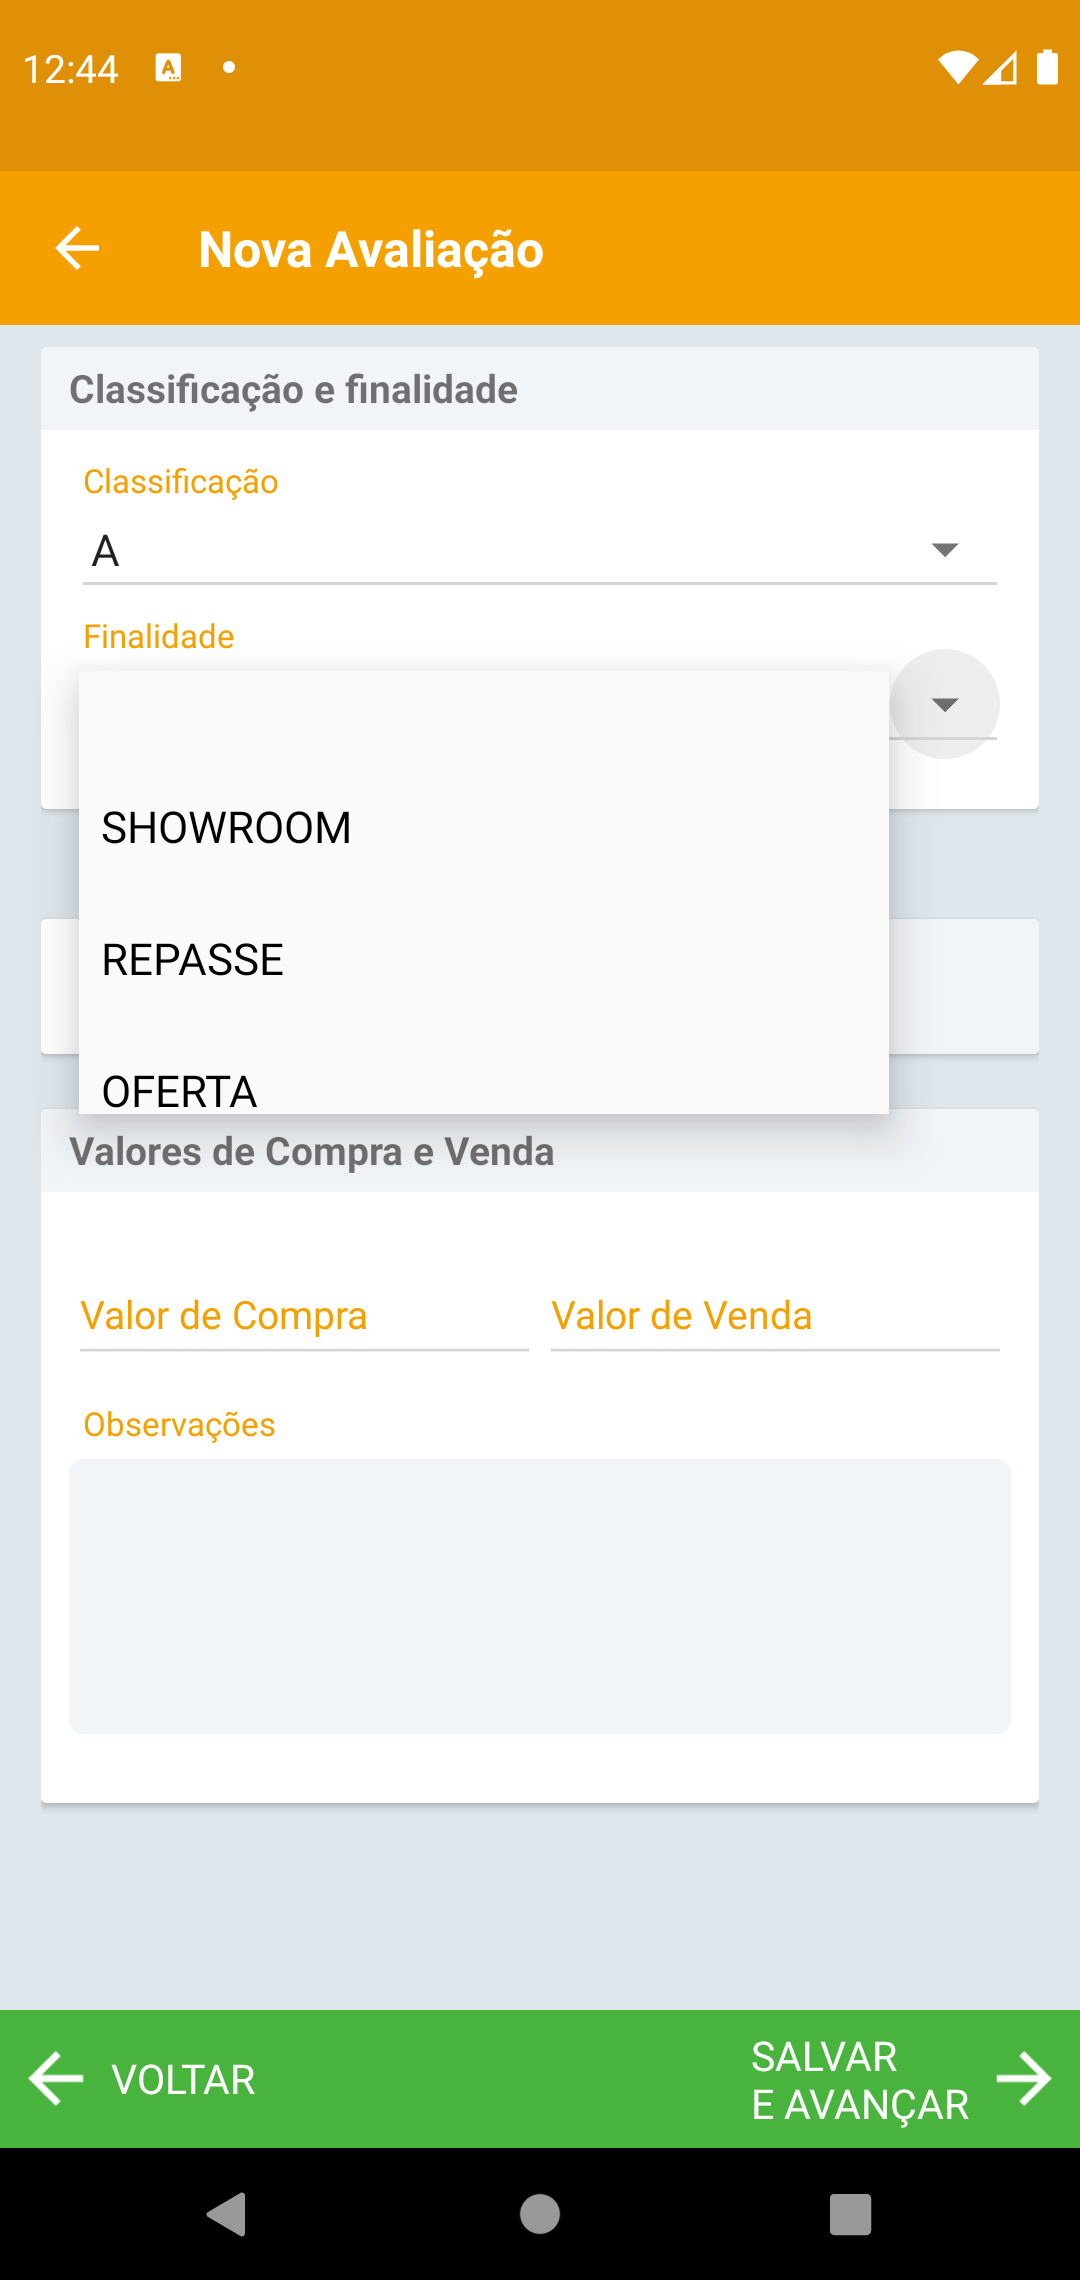 12:44
Nova Avaliação
Classificação e finalidade
Classificação
A
Finalidade
SHOWROOM
REPASSE
OFERTA
Valores de Compra e Venda
Valor de Compra
Valor de Venda
Observações
VOLTAR
SALVAR
E AVANÇAR